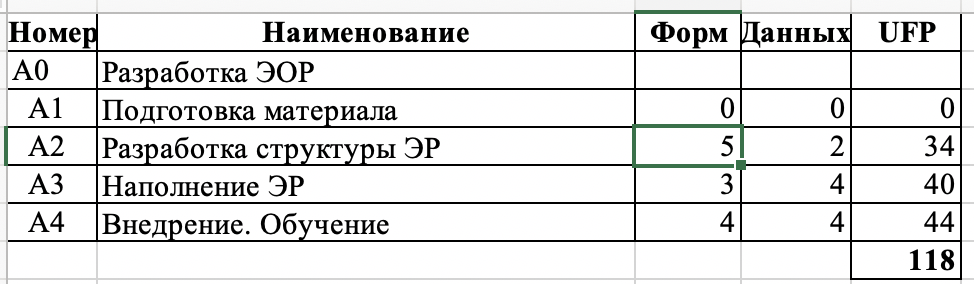 Номер Наименование Форм Данных UFP
A0 Разработка ЭОР
A1 Подготовка материала 0 0 0
A2 Разработка структуры ЭР 5 2 34
A3 Наполнение ЭР 3 4 40
A4 Внедрение. Обучение 4 4 44
118